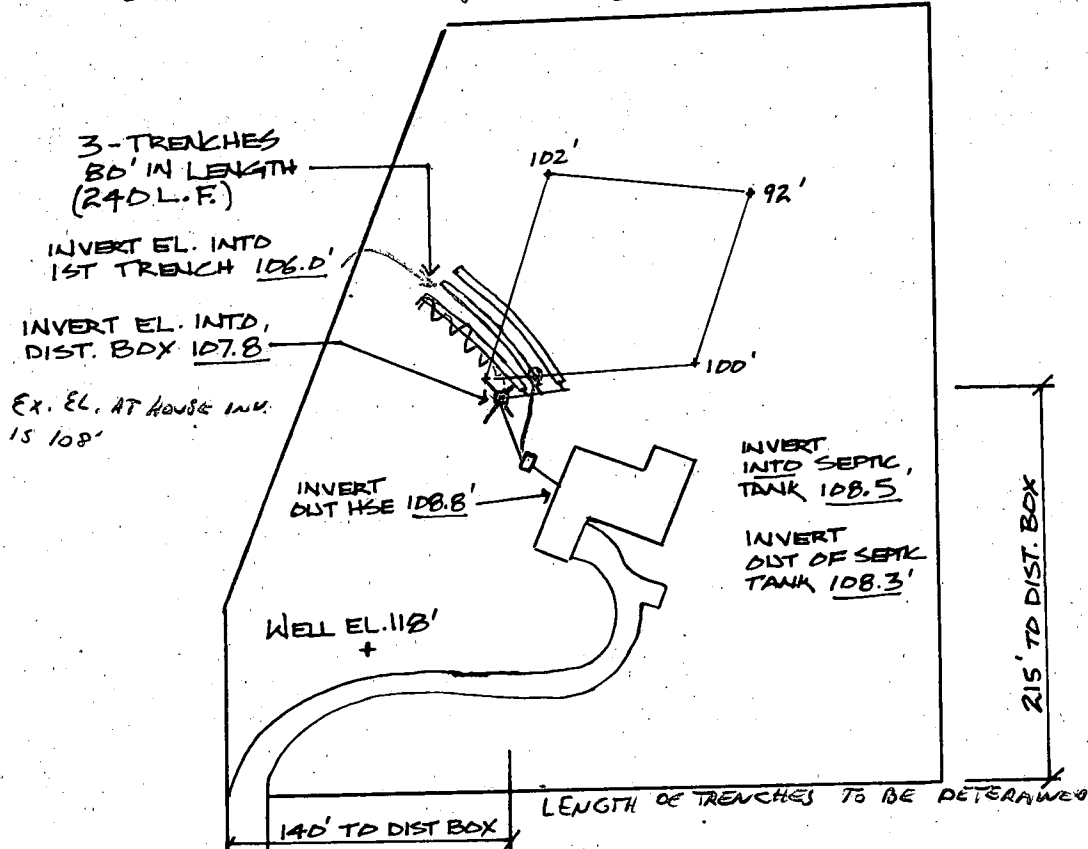 3-TRENCHES
80' IN LENGTH
(240 L.F.)
INVERT EL. INTO
1ST TRENCH 106.0'
INVERT EL. INTO,
DIST. BOX 107.8
EX. EL. AT HOUSE INV.
IS 108'
102'
92'
100'
INVERT
OUT HSE 108.8'
INVERT
INTO SEPTIC,
TANK 108.5
INVERT
OUT OF SEPTIC
TANK 108.3'
WELL EL. 118'
215' TO DIST. BOX
LENGTH OF TRENCHES TO BE DETERMINED
140' TO DIST BOX